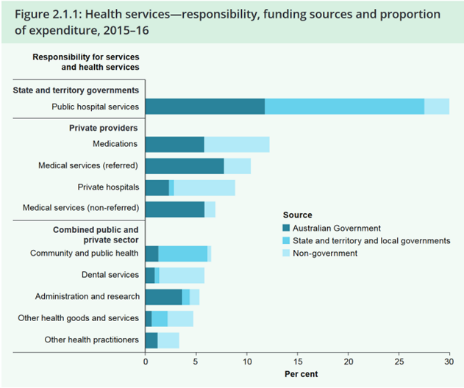 Figure 2.1.1: Health services—responsibility, funding sources and proportion
of expenditure, 2015–16
Responsibility for services
and health services
State and territory governments
Public hospital services
Private providers
Medications
Medical services (referred)
Private hospitals
Medical services (non-referred)
Combined public and
private sector
Community and public health
Dental services
Administration and research
Other health goods and services
Other health practitioners
Source
Australian Government
State and territory and local governments
Non-government
0 5 10 15 20 25 30
Per cent